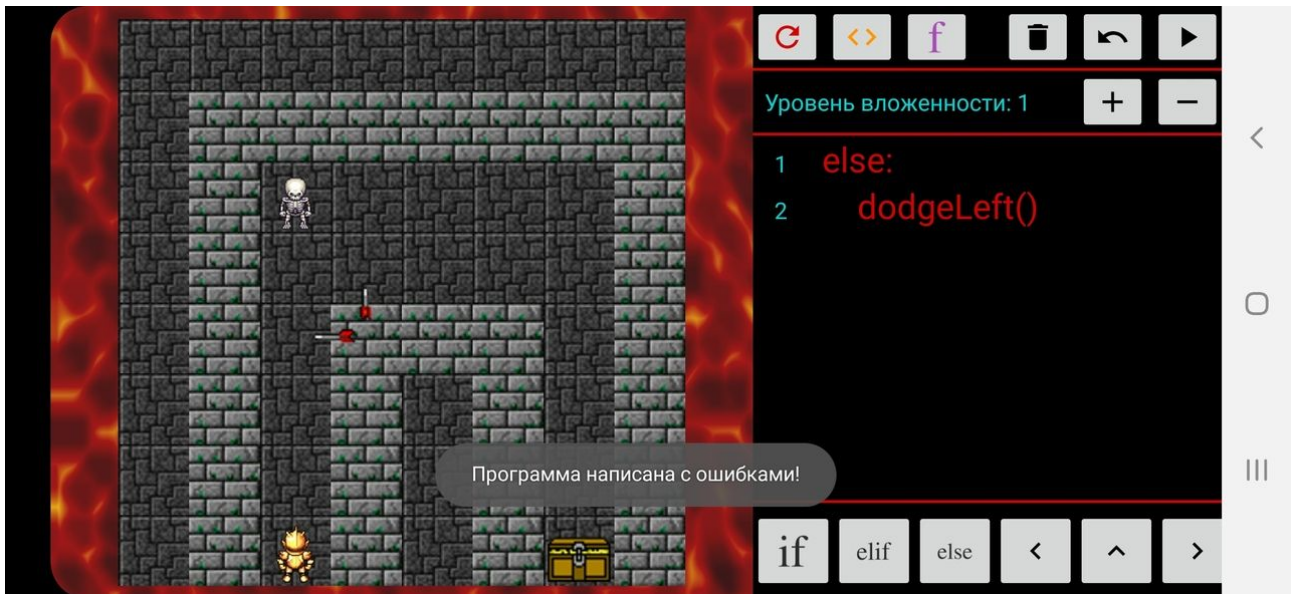 f
Уровень вложенности: 1
+ −
1 else:
2 dodgeLeft()
Программа написана с ошибками!
if elif else < ^ >